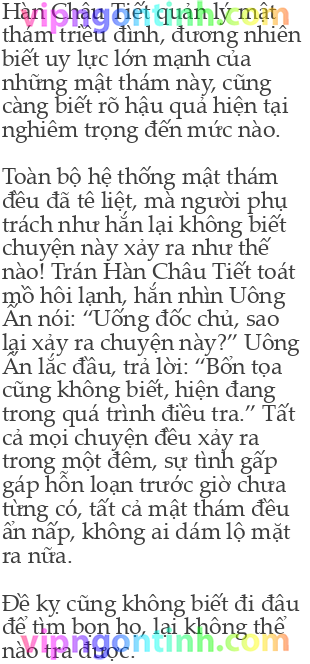 Hàn Châu Tiết quản lý mật
thám triều đình, đương nhiên
biết uy lực lớn mạnh của
những mật thám này, cũng
càng biết rõ hậu quả hiện tại
nghiêm trọng đến mức nào.
Toàn bộ hệ thống mật thám
đều đã tê liệt, mà người phụ
trách như hắn lại không biết
chuyện này xảy ra như thế
nào! Trán Hàn Châu Tiết toát
mồ hôi lạnh, hắn nhìn Uông
Ấn nói: “Uống đốc chủ, sao
lại xảy ra chuyện này?” Uông
Ấn lắc đầu, trả lời: “Bổn tọa
cũng không biết, hiện đang
trong quá trình điều tra.” Tất
cả mọi chuyện đều xảy ra
trong một đêm, sự tình gấp
gáp hỗn loạn trước giờ chưa
từng có, tất cả mật thám đều
ẩn nấp, không ai dám lộ mặt
ra nữa.
Đề kỵ cũng không biết đi đâu
để tìm bọn họ, lại không thể
nào tra được.
vipngontinh.com
vipngontinh.com